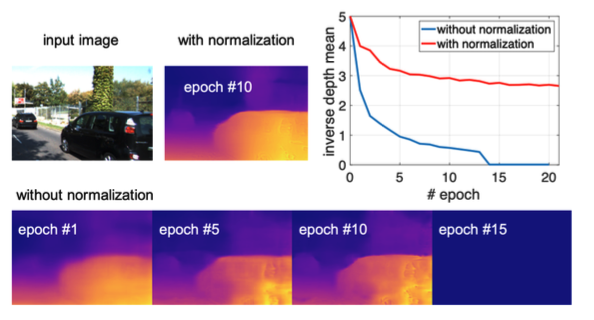 input image
with normalization
epoch #10
inverse depth mean
5
4
3
2
1
0
without normalization
with normalization
0
5
10
15
20
# epoch
without normalization
epoch #1
epoch #5
epoch #10
epoch #15